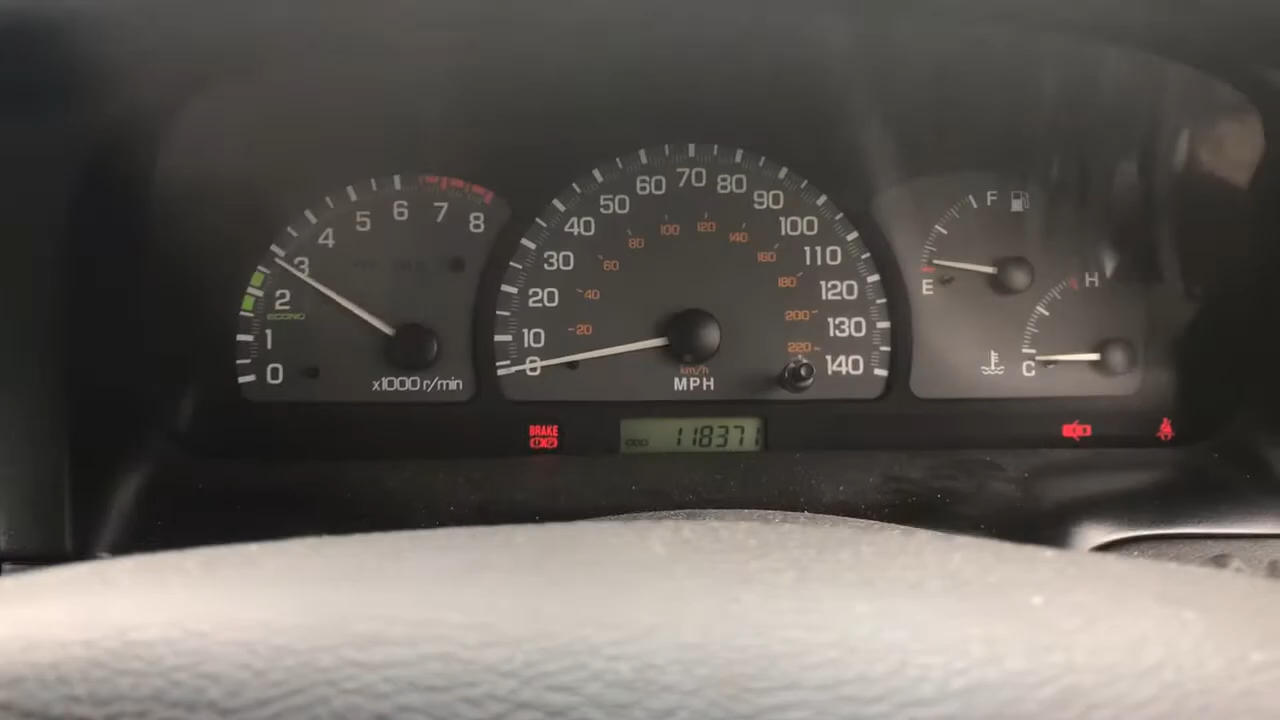 0 1 2 3 4 5 6 7 8
ECONO
x1000 r/min
0 10 20 30 40 50 60 70 80 90 100 110 120 130 140
20 40 60 80 100 120 140 160 180 200 220
km/h
MPH
F
E
H
C
BRAKE
ODO 118371